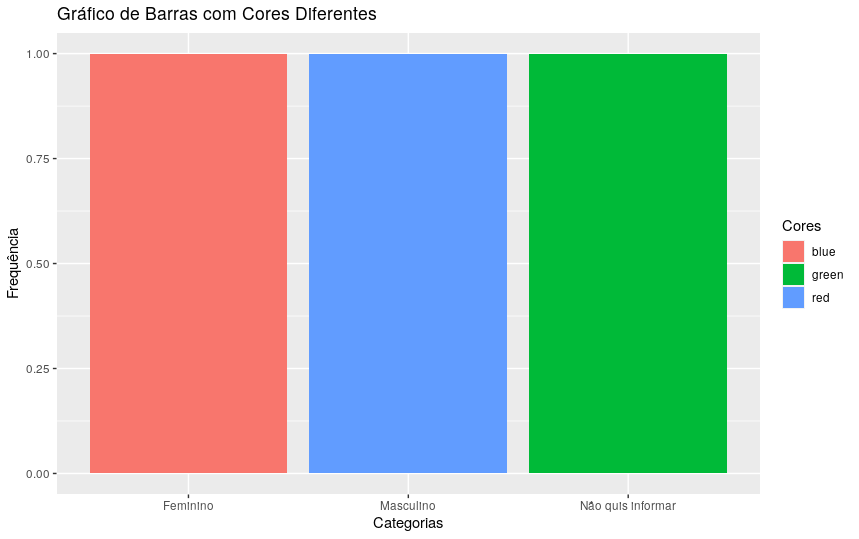 Gráfico de Barras com Cores Diferentes
Frequência
1.00
0.75
0.50
0.25
0.00
Feminino
Masculino
Não quis informar
Categorias
Cores
blue
green
red